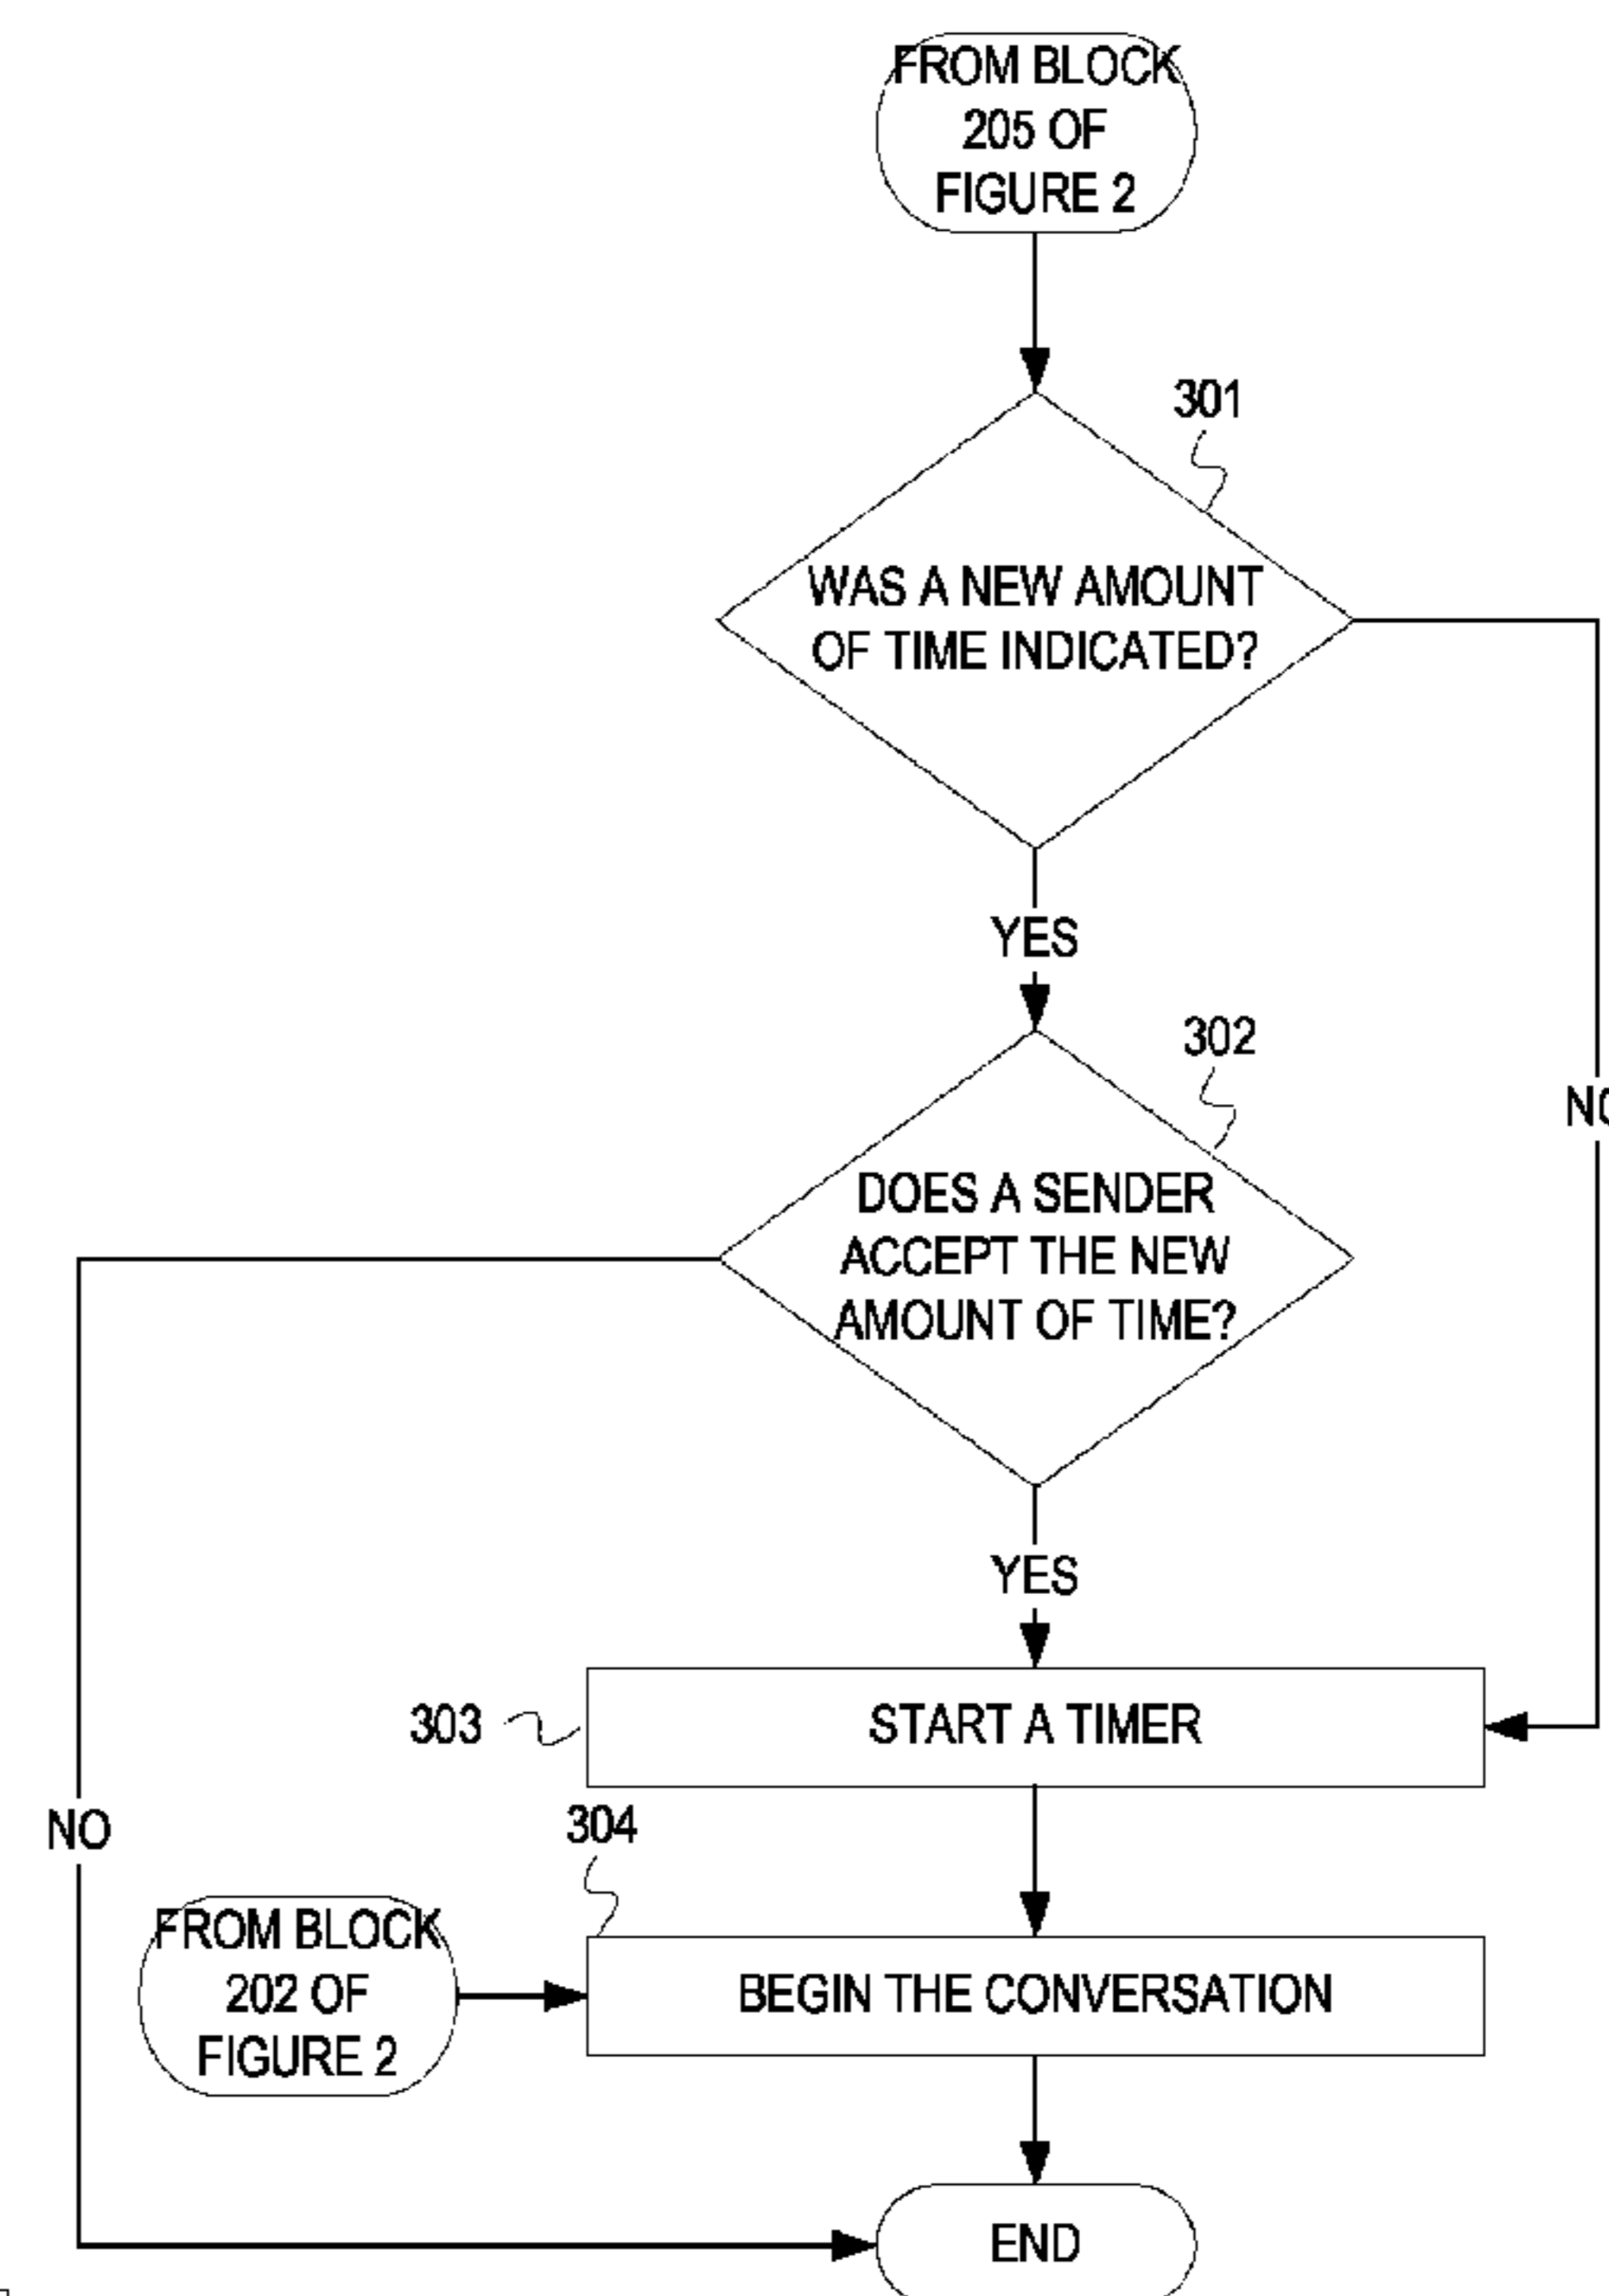 FROM BLOCK
205 OF
FIGURE 2
301
WAS A NEW AMOUNT
OF TIME INDICATED?
YES
302
DOES A SENDER
ACCEPT THE NEW
AMOUNT OF TIME?
NO
YES
303
START A TIMER
NO
304
FROM BLOCK
202 OF
FIGURE 2
BEGIN THE CONVERSATION
END